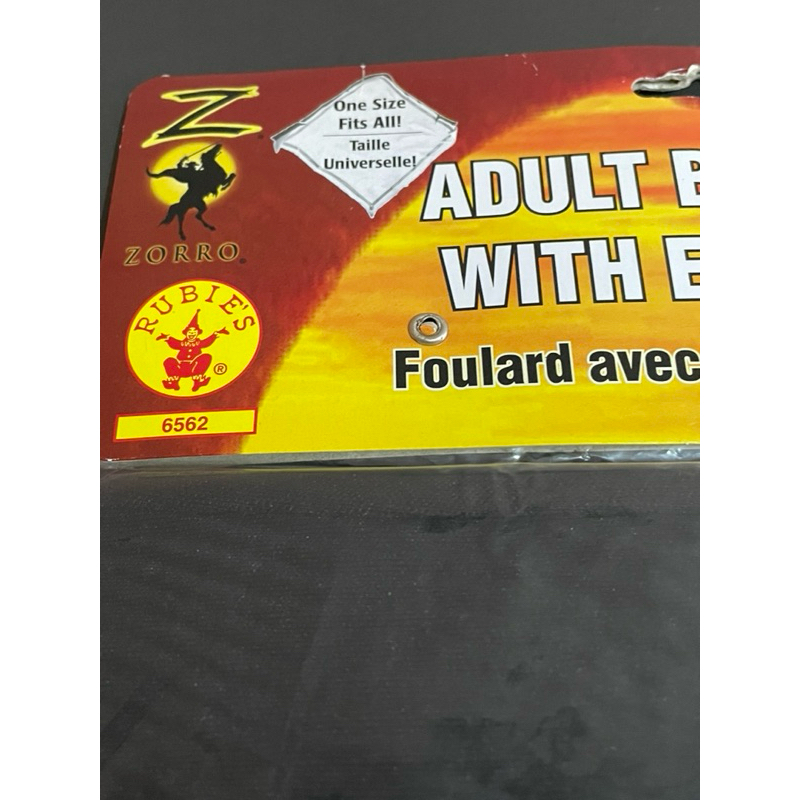 Z
ZORRO®
RUBIE'S ®
6562
One Size
Fits All!
Taille
Universelle!
ADULT B
WITH E
Foulard avec